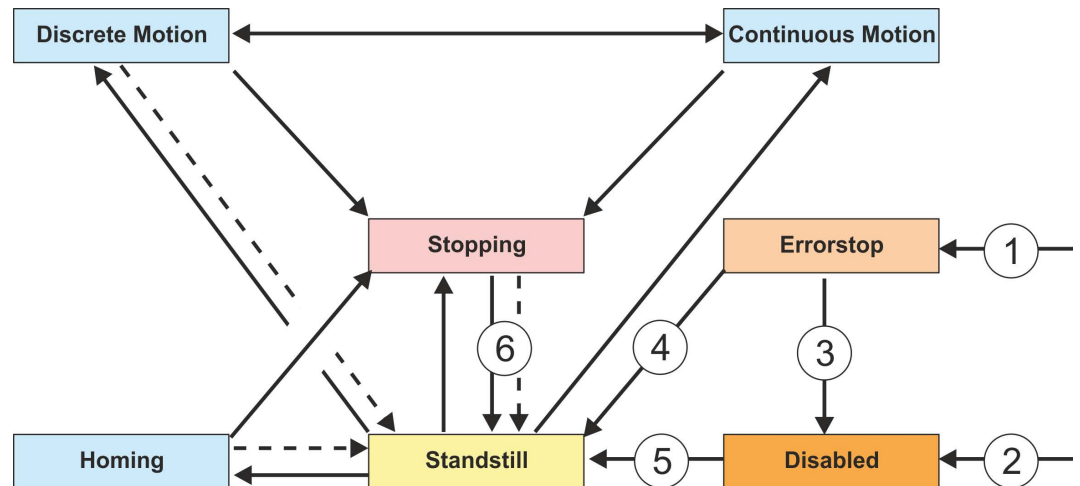 Discrete Motion
Continuous Motion
Stopping
Errorstop
1
6
4
3
Homing
Standstill
5
Disabled
2